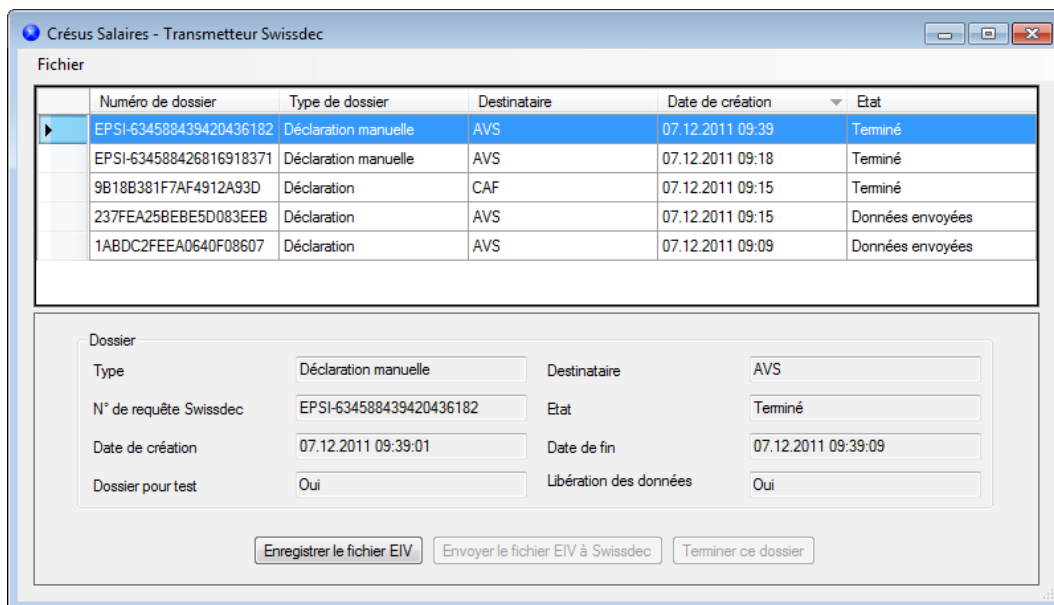 Crésus Salaires - Transmetteur Swissdec
Fichier
Numéro de dossier Type de dossier Destinataire Date de création Etat
EPSI-634588439420436182 Déclaration manuelle AVS 07.12.2011 09:39 Terminé
EPSI-634588426816918371 Déclaration manuelle AVS 07.12.2011 09:18 Terminé
9B18B381F7AF4912A93D Déclaration CAF 07.12.2011 09:15 Terminé
237FEA25BEBE5D083EEB Déclaration AVS 07.12.2011 09:15 Données envoyées
1ABDC2FEEA0640F08607 Déclaration AVS 07.12.2011 09:09 Données envoyées
Dossier
Type Déclaration manuelle Destinataire AVS
N° de requête Swissdec EPSI-634588439420436182 Etat Terminé
Date de création 07.12.2011 09:39:01 Date de fin 07.12.2011 09:39:09
Dossier pour test Oui Libération des données Oui
Enregistrer le fichier EIV Envoyer le fichier EIV à Swissdec Terminer ce dossier